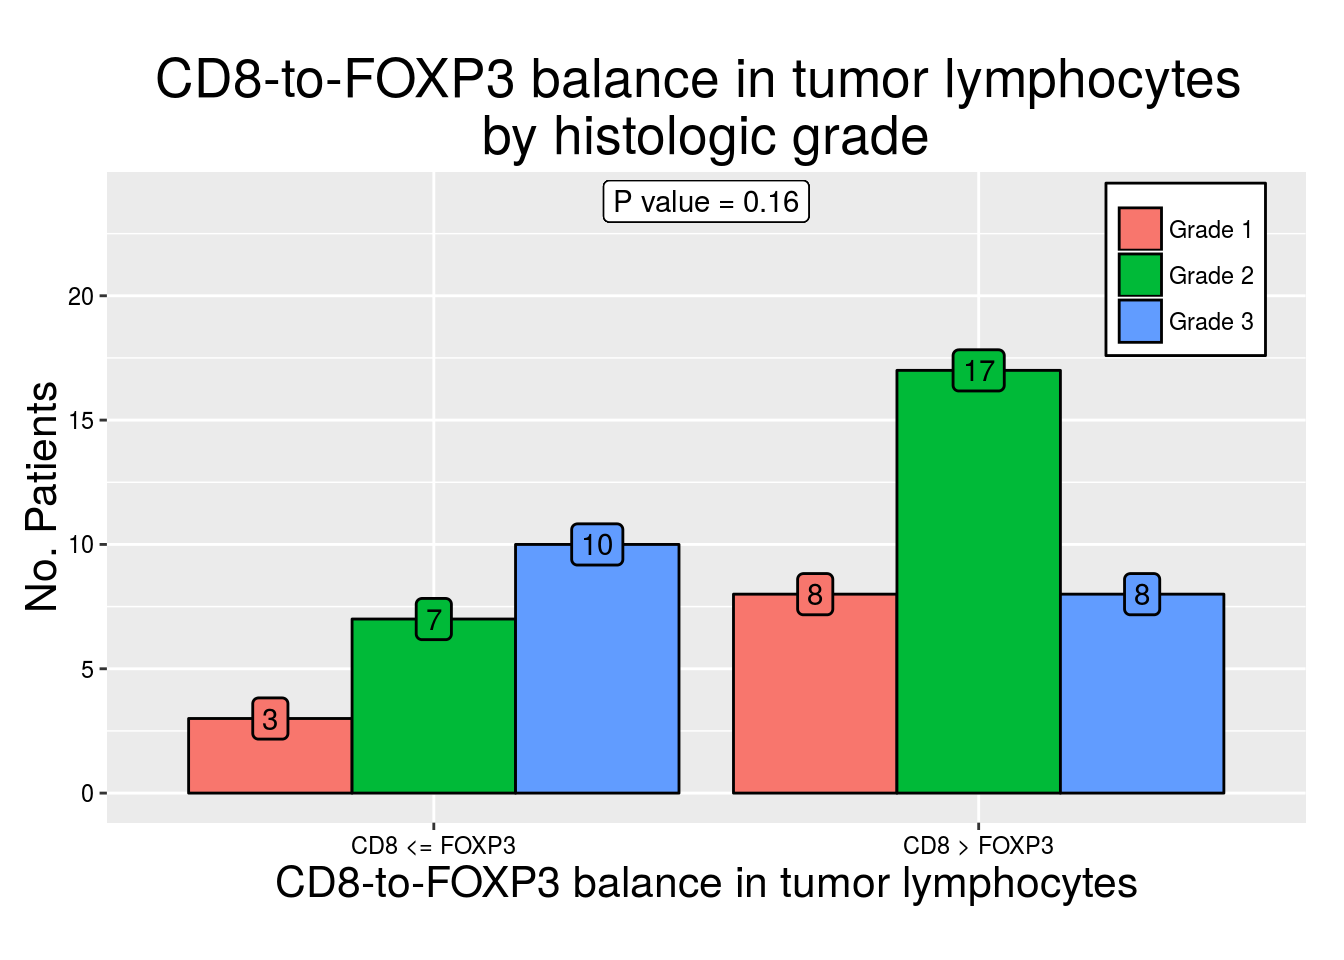 CD8-to-FOXP3 balance in tumor lymphocytes
by histologic grade
P value = 0.16
Grade 1
Grade 2
Grade 3
No. Patients
20
15
10
5
0
3
7
10
8
17
8
CD8 <= FOXP3
CD8 > FOXP3
CD8-to-FOXP3 balance in tumor lymphocytes